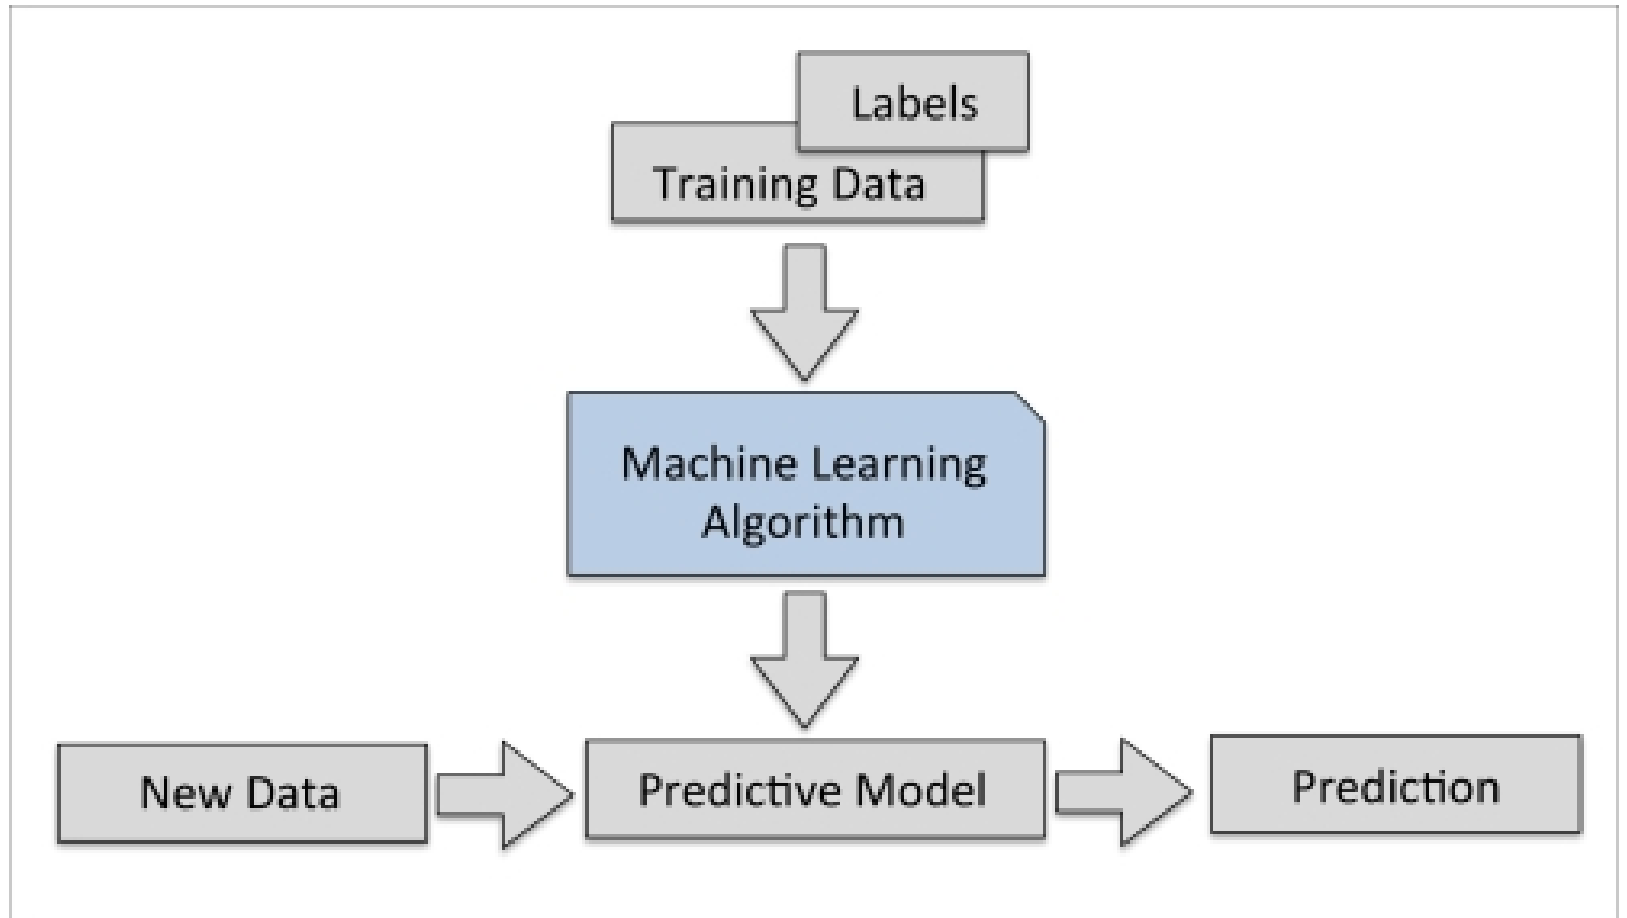 Labels
Training Data
Machine Learning
Algorithm
New Data
Predictive Model
Prediction